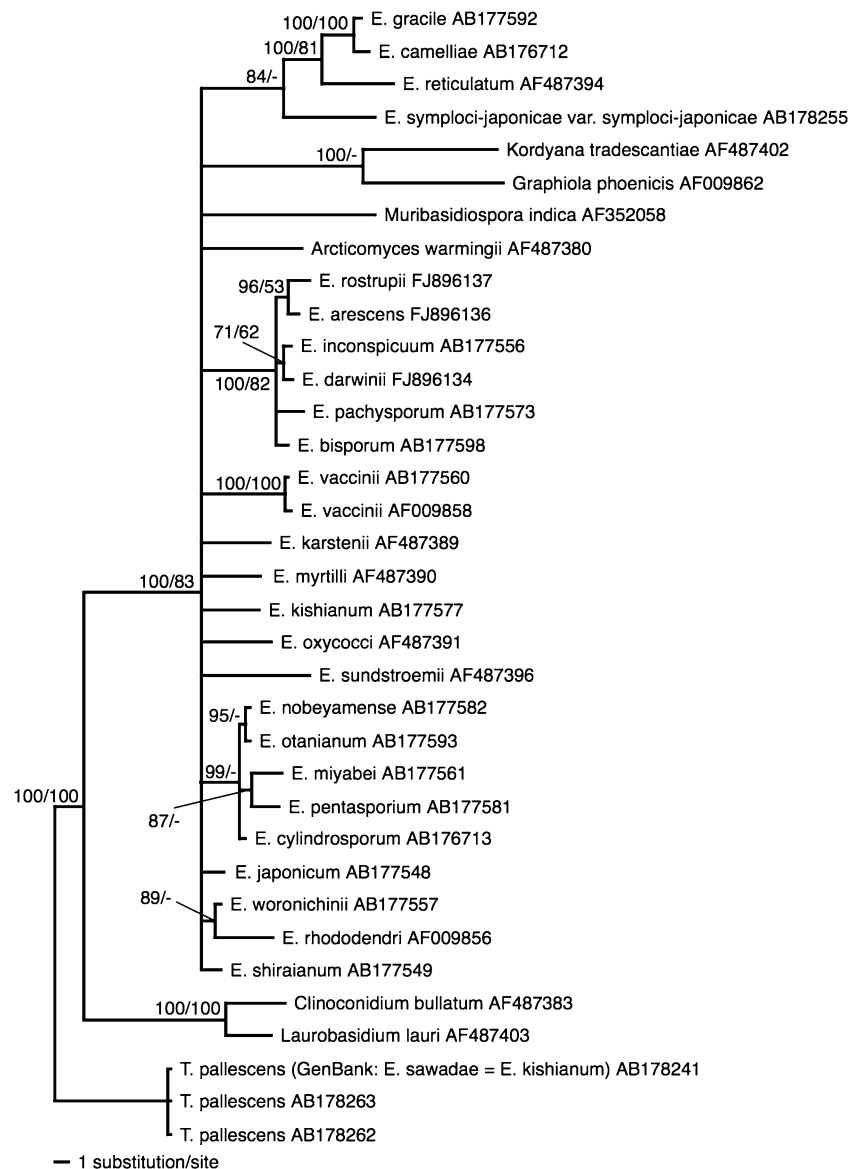 E. gracile AB177592
100/100
E. camelliae AB176712
100/81
84/-
E. reticulatum AF487394
E. symploci-japonicae var. symploci-japonicae AB178255
Kordyana tradescantiae AF487402
100/-
Graphiola phoenicis AF009862
Muribasidiospora indica AF352058
Arcticomyces warmingii AF487380
E. rostrupii FJ896137
96/53
E. arescens FJ896136
71/62
E. inconspicuum AB177556
E. darwinii FJ896134
100/82
E. pachysporum AB177573
E. bisporum AB177598
E. vaccinii AB177560
100/100
E. vaccinii AF009858
E. karstenii AF487389
E. myrtilli AF487390
100/83
E. kishianum AB177577
E. oxycocci AF487391
E. sundstroemii AF487396
E. nobeyamense AB177582
95/-
E. otanianum AB177593
99/-
E. miyabei AB177561
100/100
E. pentasporium AB177581
87/-
E. cylindrosporum AB176713
E. japonicum AB177548
89/-
E. woronichinii AB177557
E. rhododendri AF009856
E. shiraianum AB177549
Clinoconidium bullatum AF487383
100/100
Laurobasidium lauri AF487403
T. pallescens (GenBank: E. sawadae = E. kishianum) AB178241
T. pallescens AB178263
T. pallescens AB178262
1 substitution/site